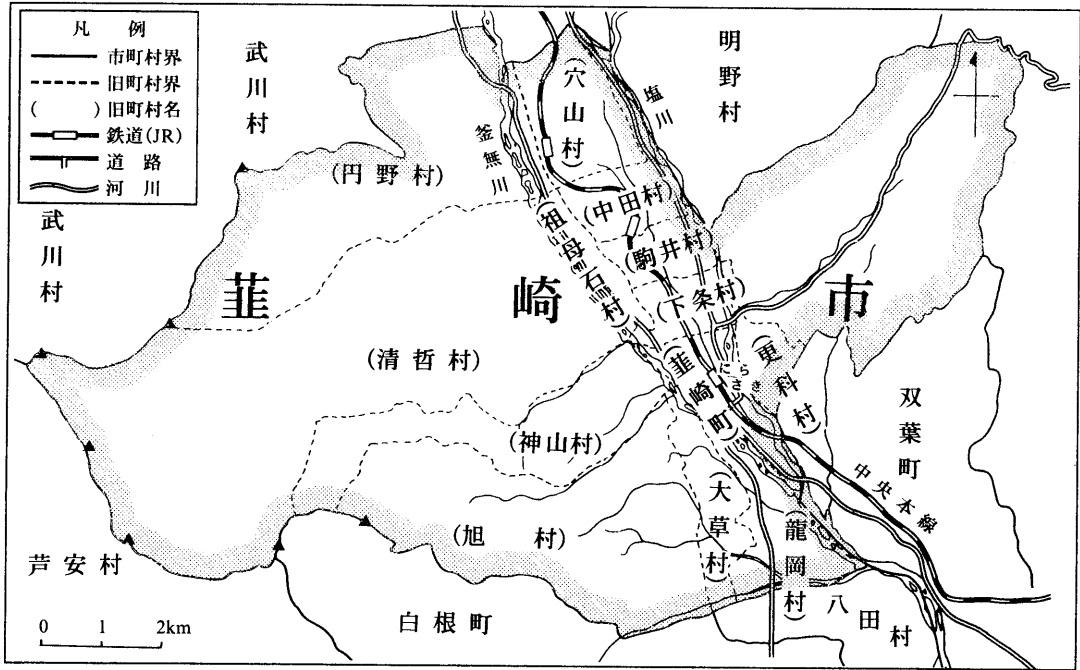 凡 例
市町村界
旧町村界
( ) 旧町村名
鉄道(JR)
道 路
河 川
武川村
明野村
(穴山村)
塩川
釜無川
(円野村)
武川村
(中田村)
(祖母石村)
(駒井村)
韮崎市
(下条村)
(清哲村)
(韮崎町)
にらさき
(更科村)
双葉町
(神山村)
中央本線
(大草村)
(旭 村)
(龍岡村)
芦安村
白根町
八田村
0 1 2km